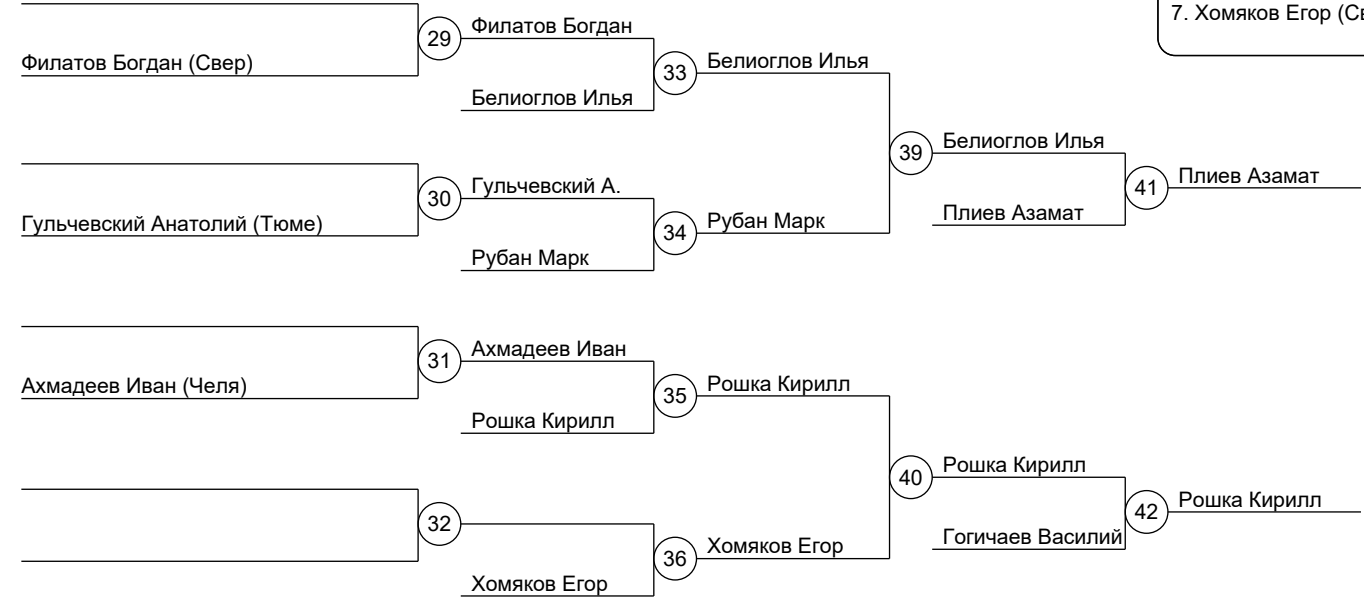 7. Хомяков Егор (Св
29
Филатов Богдан
Филатов Богдан (Свер)
33
Белиоглов Илья
Белиоглов Илья
39
Белиоглов Илья
30
Гульчевский А.
41
Плиев Азамат
Гульчевский Анатолий (Тюме)
34
Рубан Марк
Плиев Азамат
Рубан Марк
31
Ахмадеев Иван
Ахмадеев Иван (Челя)
35
Рошка Кирилл
Рошка Кирилл
40
Рошка Кирилл
32
42
Рошка Кирилл
36
Хомяков Егор
Гогичаев Василий
Хомяков Егор